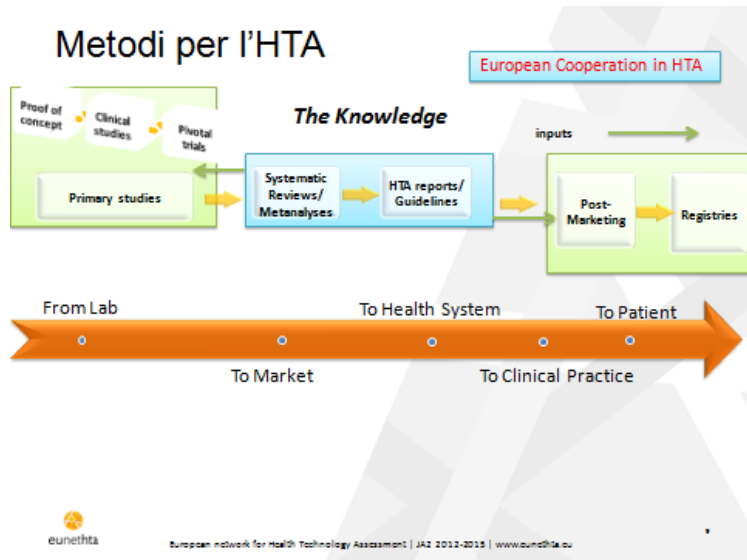 Metodi per l'HTA
European Cooperation in HTA
Proof of
concept
Clinical
studies
Pivotal
trials
The Knowledge
inputs
Primary studies
Systematic
Reviews/
Metanalyses
HTA reports/
Guidelines
Post-
Marketing
Registries
From Lab
To Health System
To Patient
To Market
To Clinical Practice
eunethta
European network for Health Technology Assessment | JA2 2012-2015 | www.eunethta.eu